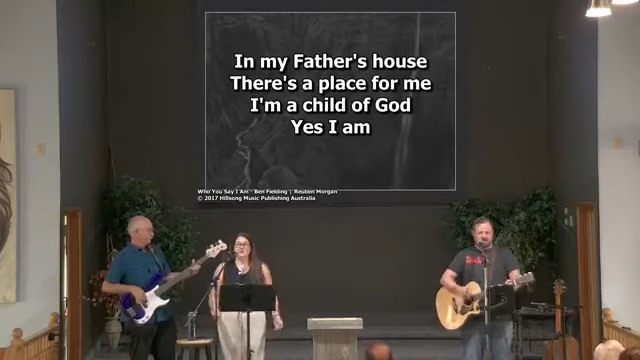 In my Father's house
There's a place for me
I'm a child of God
Yes I am
Who You Say I Am - Ben Fielding | Reuben Morgan
© 2017 Hillsong Music Publishing Australia